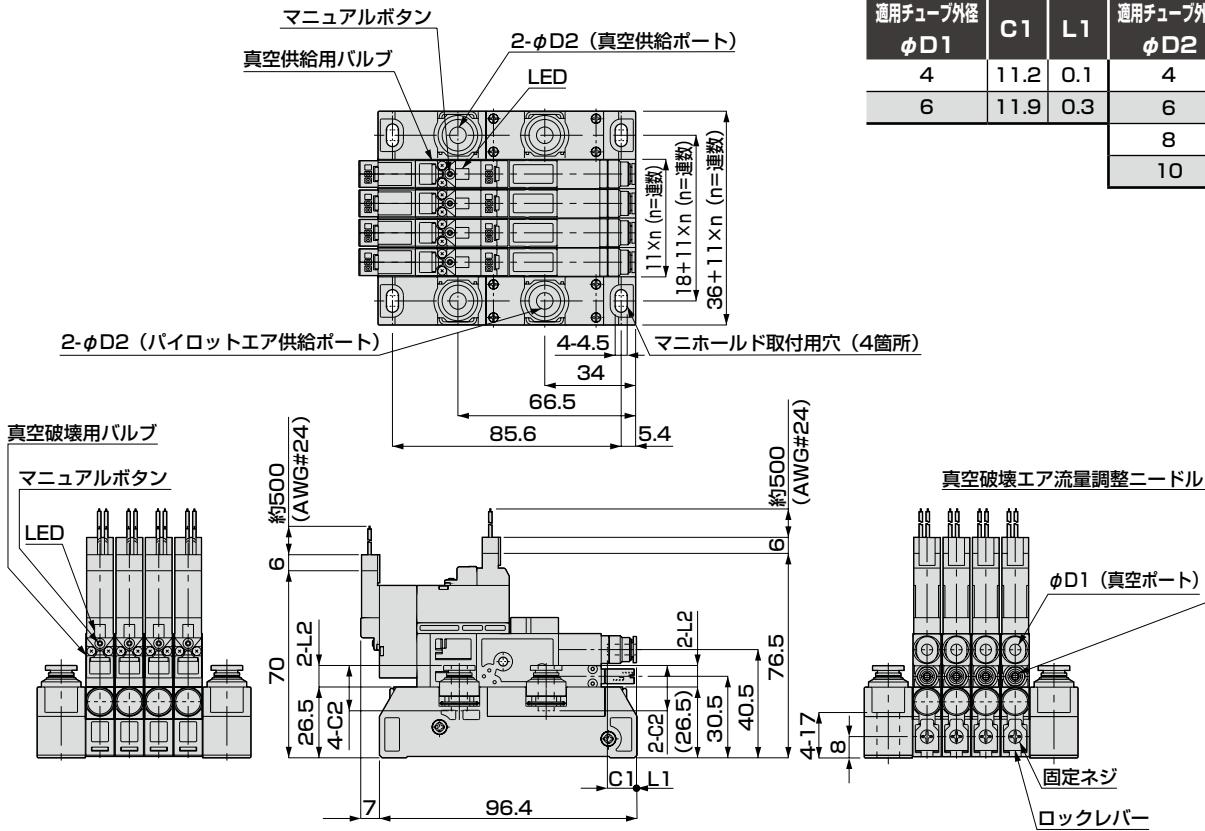 マニュアルボタン
2-φD2（真空供給ポート）
真空供給用バルブ
LED
適用チューブ外径 C1 L1 適用チューブ外
φD1 φD2
4 11.2 0.1 4
6 11.9 0.3 6
8
10
11×n (n=連数)
18+11×n (n=連数)
36+11×n (n=連数)
2-φD2（パイロットエア供給ポート）
4-4.5
マニホールド取付用穴（4箇所）
34
66.5
85.6
5.4
真空破壊用バルブ
マニュアルボタン
LED
約500
(AWG#24)
6
70
26.5
2-L2
4-C2
7
96.4
C1
L1
2-L2
2-C2
(26.5)
30.5
40.5
76.5
6
約500
(AWG#24)
真空破壊エア流量調整ニードル
φD1（真空ポート）
4-17
8
固定ネジ
ロックレバー